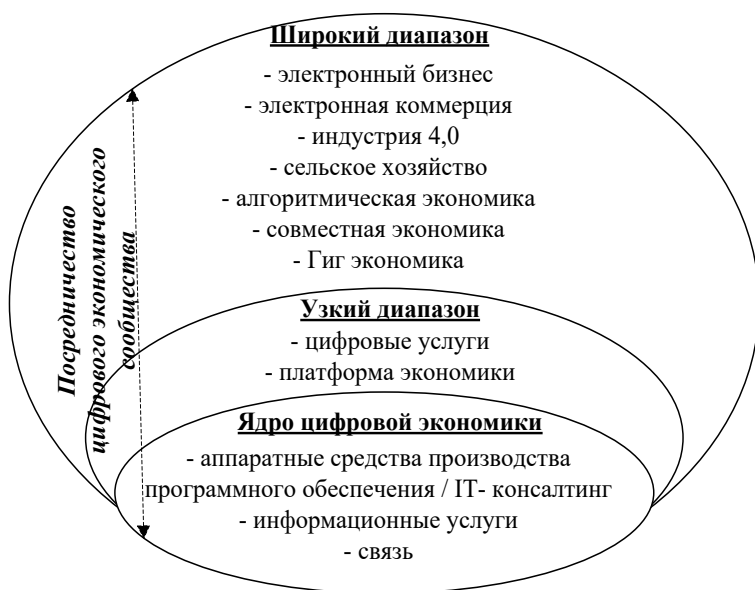 Широкий диапазон
- электронный бизнес
- электронная коммерция
- индустрия 4,0
- сельское хозяйство
- алгоритмическая экономика
- совместная экономика
- Гиг экономика
Посредничество
цифрового экономического
сообщества
Узкий диапазон
- цифровые услуги
- платформа экономики
Ядро цифровой экономики
- аппаратные средства производства
программного обеспечения / IT- консалтинг
- информационные услуги
- связь